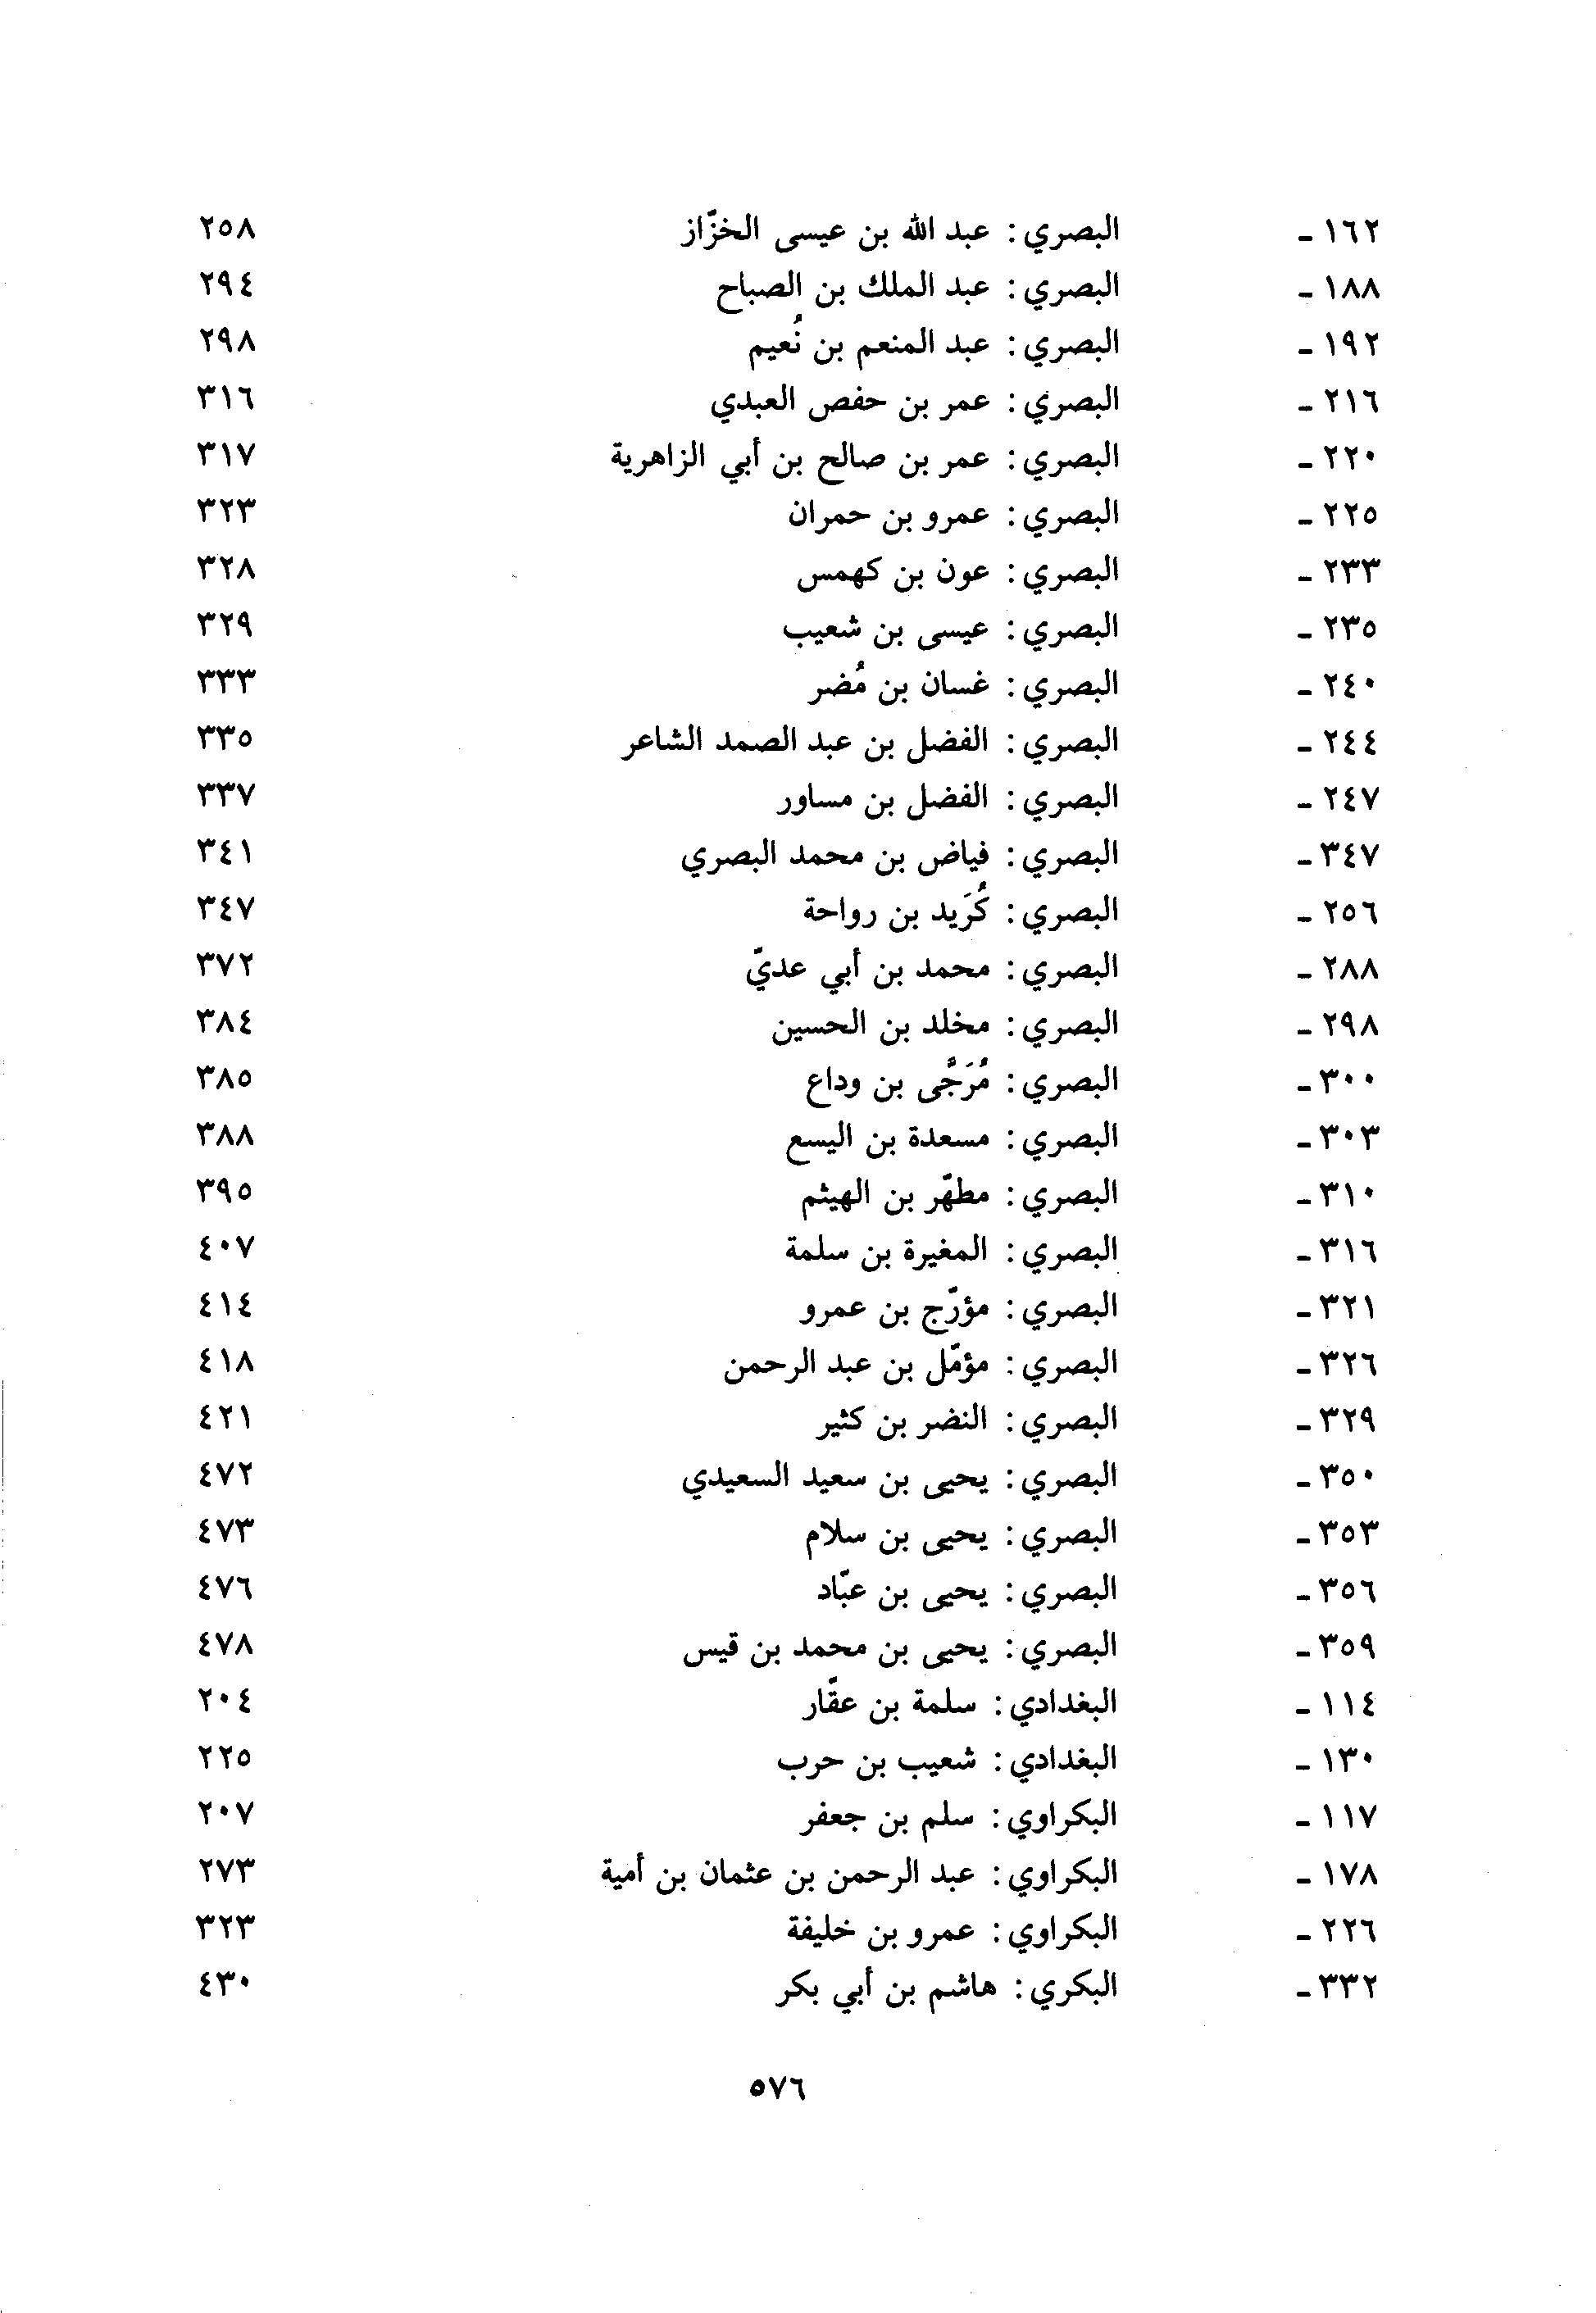 ١٦٢ - البصري : عبد الله بن عيسى الخزّاز ٢٥٨
١٨٨ - البصري : عبد الملك بن الصباح ٢٩٤
١٩٢ - البصري : عبد المنعم بن نُعيم ٢٩٨
٢١٦ - البصري : عمر بن حفص العبدي ٣١٦
٢٢٠ - البصري : عمر بن صالح بن أبي الزاهرية ٣١٧
٢٢٥ - البصري : عمرو بن حمران ٣٢٣
٢٣٣ - البصري : عون بن كهمس ٣٢٨
٢٣٥ - البصري : عيسى بن شعيب ٣٢٩
٢٤٠ - البصري : غسان بن مُضر ٣٣٣
٢٤٤ - البصري : الفضل بن عبد الصمد الشاعر ٣٣٥
٢٤٧ - البصري : الفضل بن مساور ٣٣٧
٣٤٧ - البصري : فياض بن محمد البصري ٣٤١
٢٥٦ - البصري : كُرَيد بن رواحة ٣٤٧
٢٨٨ - البصري : محمد بن أبي عديّ ٣٧٢
٢٩٨ - البصري : مخلد بن الحسين ٣٨٤
٣٠٠ - البصري : مُرَجَّى بن وداع ٣٨٥
٣٠٣ - البصري : مسعدة بن اليسع ٣٨٨
٣١٠ - البصري : مطهّر بن الهيثم ٣٩٥
٣١٦ - البصري : المغيرة بن سلمة ٤٠٧
٣٢١ - البصري : مؤرّج بن عمرو ٤١٤
٣٢٦ - البصري : مؤمّل بن عبد الرحمن ٤١٨
٣٢٩ - البصري : النضر بن كثير ٤٢١
٣٥٠ - البصري : يحيى بن سعيد السعيدي ٤٧٢
٣٥٣ - البصري : يحيى بن سلام ٤٧٣
٣٥٦ - البصري : يحيى بن عبّاد ٤٧٦
٣٥٩ - البصري : يحيى بن محمد بن قيس ٤٧٨
١١٤ - البغدادي : سلمة بن عقّار ٢٠٤
١٣٠ - البغدادي : شعيب بن حرب ٢٢٥
١١٧ - البكراوي : سلم بن جعفر ٢٠٧
١٧٨ - البكراوي : عبد الرحمن بن عثمان بن أمية ٢٧٣
٢٢٦ - البكراوي : عمرو بن خليفة ٣٢٣
٣٣٢ - البكري : هاشم بن أبي بكر ٤٣٠
٥٧٦